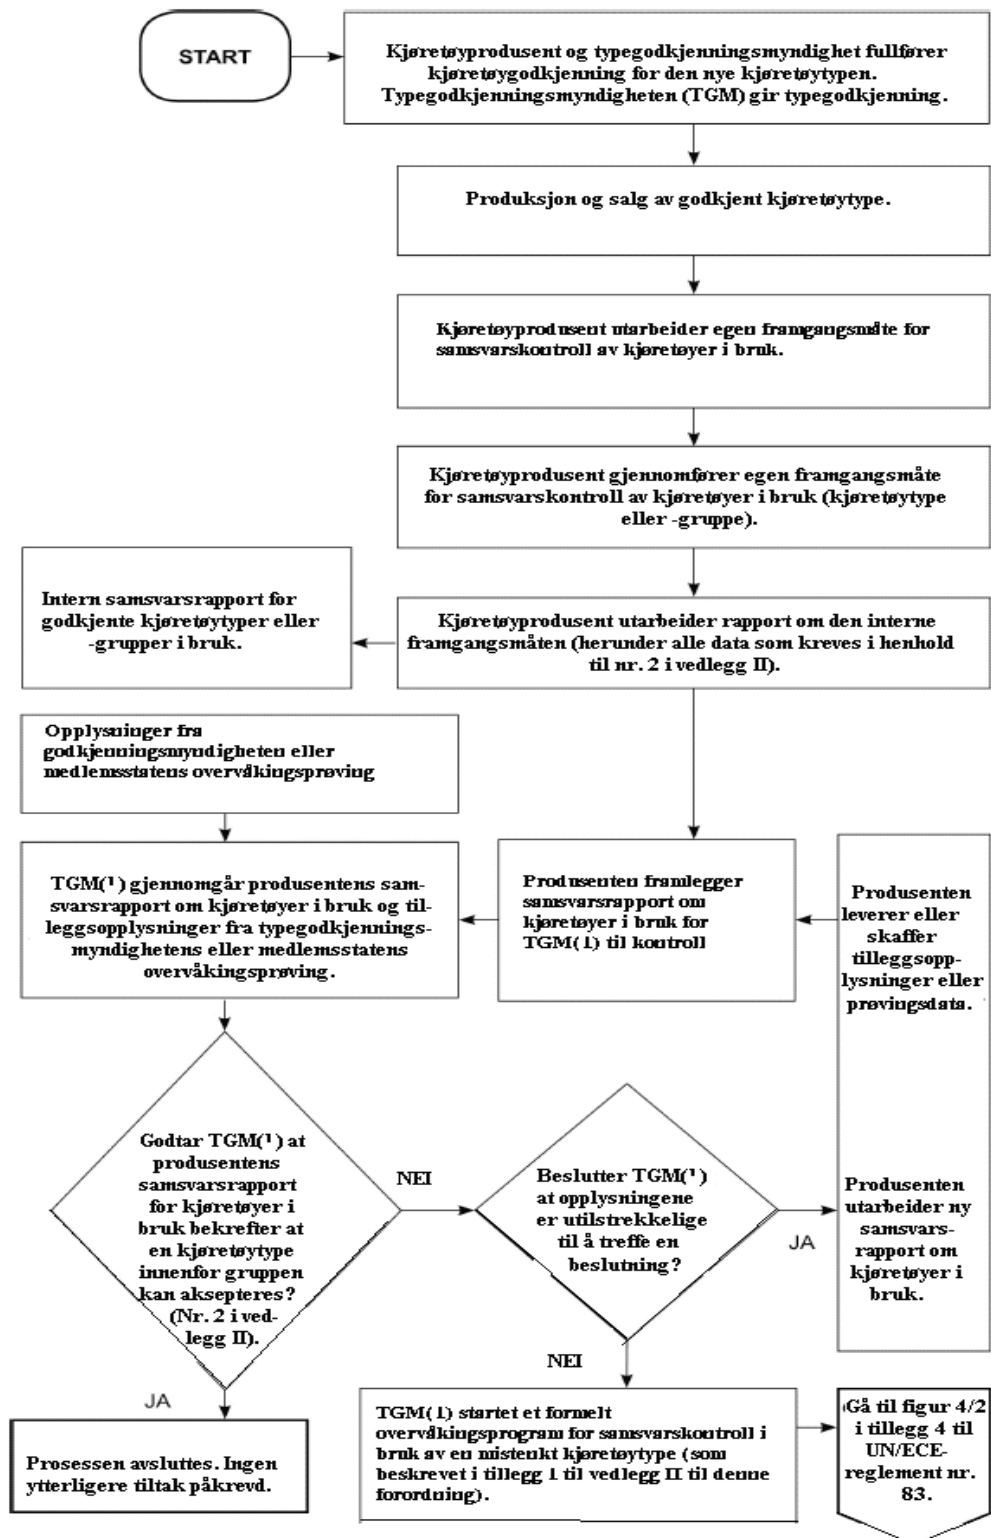 START
Kjøretøyprodusent og typegodkjenningsmyndighet fullfører
kjøretøygodkjenning for den nye kjøretøytypen.
Typegodkjenningsmyndigheten (TGM) gir typegodkjenning.
Produksjon og salg av godkjent kjøretøytype.
Kjøretøyprodusent utarbeider egen framgangsmåte for
samsvarskontroll av kjøretøyer i bruk.
Kjøretøyprodusent gjennomfører egen framgangsmåte
for samsvarskontroll av kjøretøyer i bruk (kjøretøytype
eller -gruppe).
Intern samsvarsrapport for
godkjente kjøretøytyper eller
-grupper i bruk.
Kjøretøyprodusent utarbeider rapport om den interne
framgangsmåten (herunder alle data som kreves i henhold
til nr. 2 i vedlegg II).
Opplysninger fra
godkjenningsmyndigheten eller
medlemsstatens overvåkingsprøving
TGM(¹) gjennomgår produsentens sam-
svarsrapport om kjøretøyer i bruk og til-
leggsopplysninger fra typegodkjennings-
myndighetens eller medlemsstatens
overvåkingsprøving.
Produsenten framlegger
samsvarsrapport om
kjøretøyer i bruk for
TGM(1) til kontroll
Produsenten
leverer eller
skaffer
tilleggsopp-
lysninger eller
prøvingsdata.
Godtar TGM(¹) at
produsentens
samsvarsrapport
for kjøretøyer i
bruk bekrefter at
en kjøretøytype
innenfor gruppen
kan aksepteres?
(Nr. 2 i ved-
legg II).
NEI
Beslutter TGM(¹)
at opplysningene
er utilstrekkelige
til å treffe en
beslutning?
JA
Produsenten
utarbeider ny
samsvars-
rapport om
kjøretøyer i
bruk.
JA
NEI
Prosessen avsluttes. Ingen
ytterligere tiltak påkrevd.
TGM(1) startet et formelt
overvåkingsprogram for samsvarskontroll i
bruk av en mistenkt kjøretøytype (som
beskrevet i tillegg 1 til vedlegg II til denne
forordning).
Gå til figur 4/2
i tillegg 4 til
UN/ECE-
reglement nr.
83.